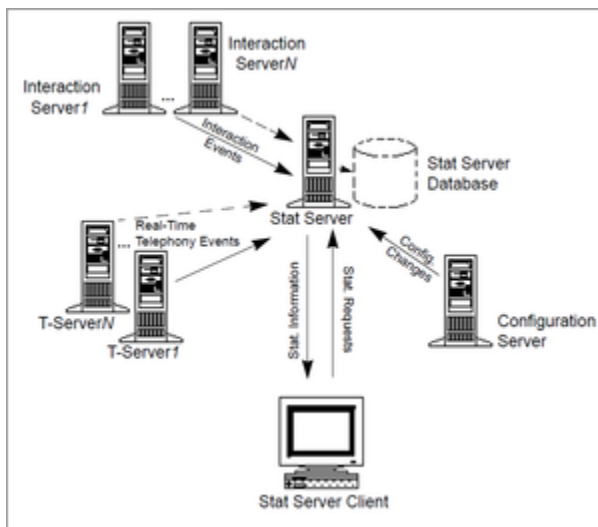 Interaction
ServerN
Interaction
Server1
...
Interaction
Events
Stat Server
Database
Stat Server
Real-Time
Telephony Events
...
T-ServerN
T-Server1
Config.
Changes
Configuration
Server
Stat. Information
Stat. Requests
Stat Server Client